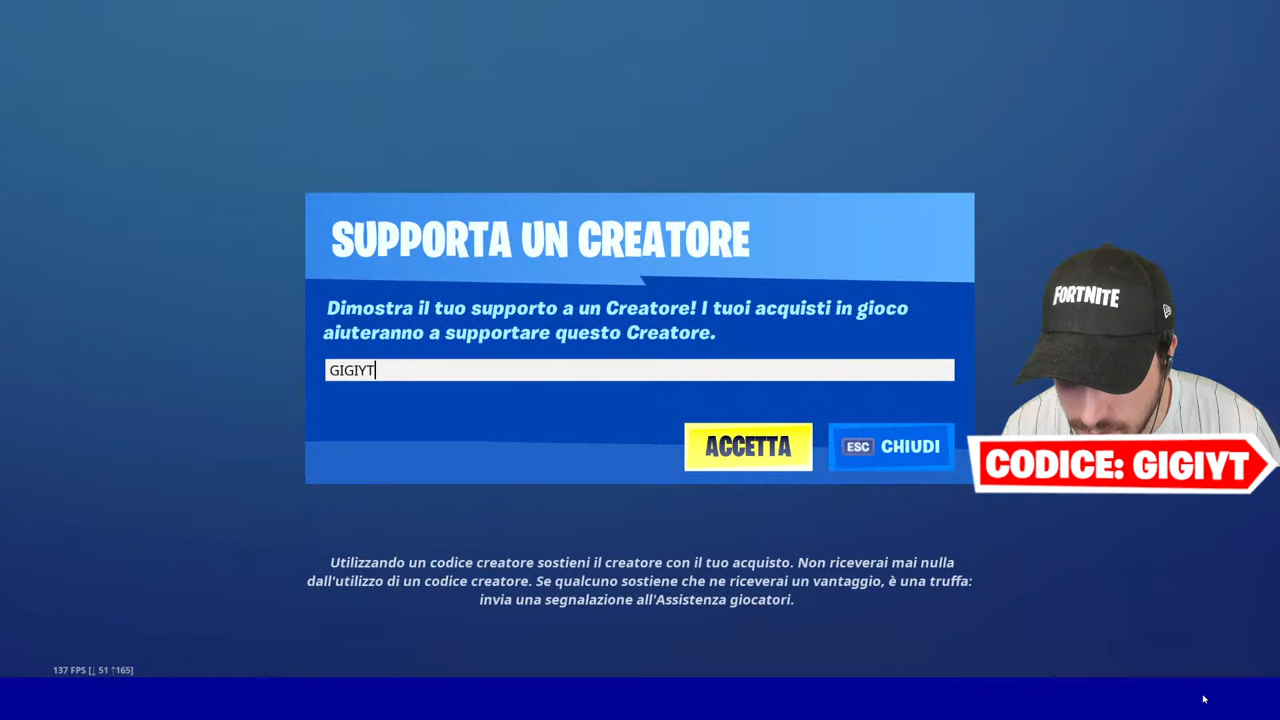 SUPPORTA UN CREATORE
Dimostra il tuo supporto a un Creatore! I tuoi acquisti in gioco
aiuteranno a supportare questo Creatore.
GIGIYT
ACCETTA
ESC CHIUDI
FORTNITE
CODICE: GIGIYT
Utilizzando un codice creatore sostieni il creatore con il tuo acquisto. Non riceverai mai nulla
dall'utilizzo di un codice creatore. Se qualcuno sostiene che ne riceverai un vantaggio, è una truffa:
invia una segnalazione all'Assistenza giocatori.
137 FPS [↓ 51 ↑165]